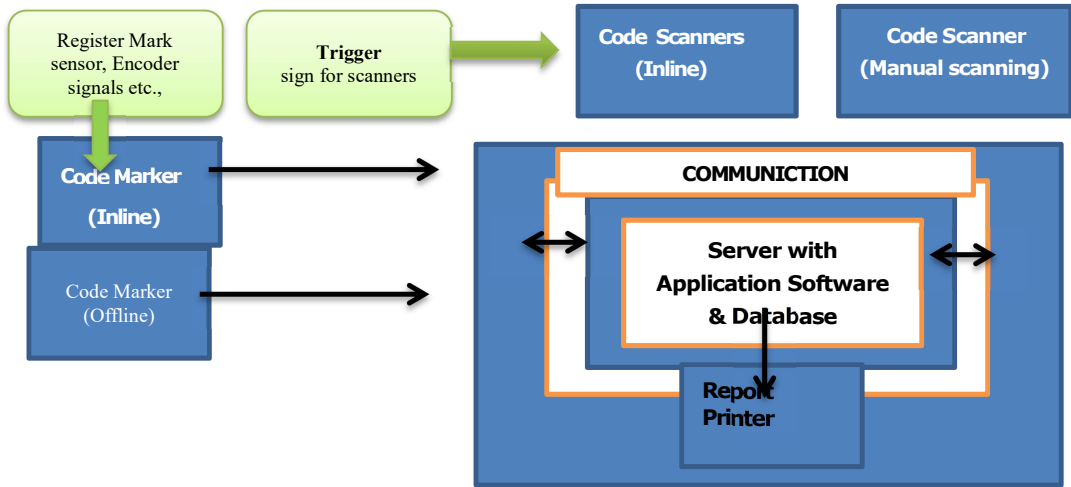 Register Mark
sensor, Encoder
signals etc.,
Trigger
sign for scanners
Code Scanners
(Inline)
Code Scanner
(Manual scanning)
Code Marker
(Inline)
Code Marker
(Offline)
COMMUNICTION
Server with
Application Software
& Database
Report
Printer